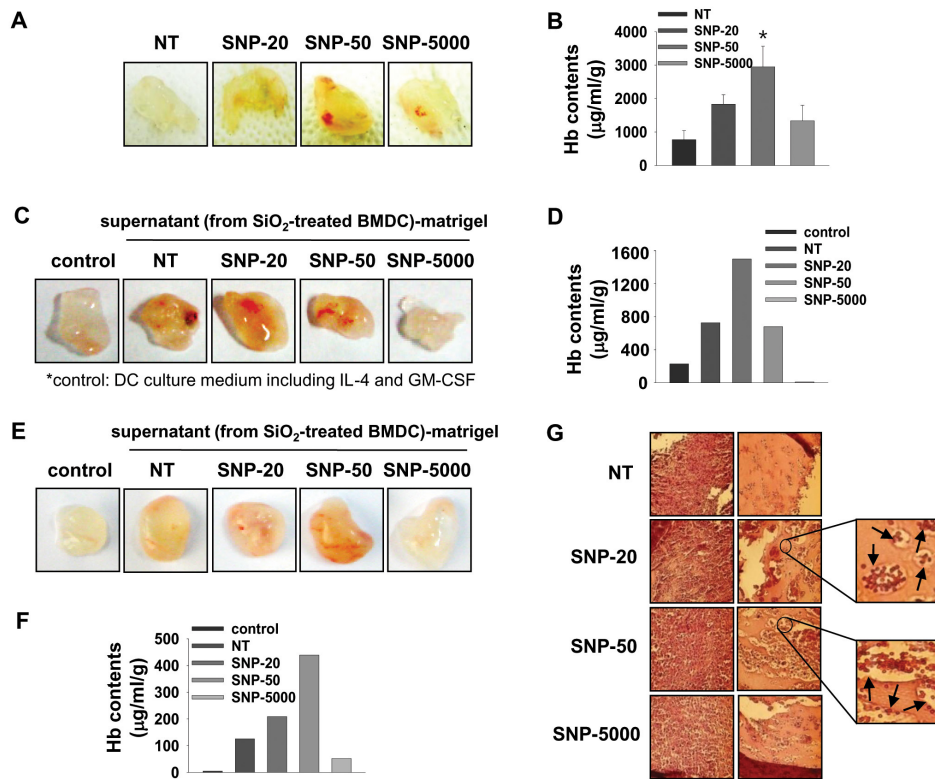 A
NT SNP-20 SNP-50 SNP-5000
B
NT
SNP-20
SNP-50
SNP-5000
*
Hb contents
(µg/ml/g)
4000
3000
2000
1000
0
C
supernatant (from SiO₂-treated BMDC)-matrigel
control NT SNP-20 SNP-50 SNP-5000
*control: DC culture medium including IL-4 and GM-CSF
D
control
NT
SNP-20
SNP-50
SNP-5000
Hb contents
(µg/ml/g)
1600
1200
800
400
0
E
supernatant (from SiO₂-treated BMDC)-matrigel
control NT SNP-20 SNP-50 SNP-5000
F
control
NT
SNP-20
SNP-50
SNP-5000
Hb contents
(µg/ml/g)
500
400
300
200
100
0
G
NT
SNP-20
SNP-50
SNP-5000